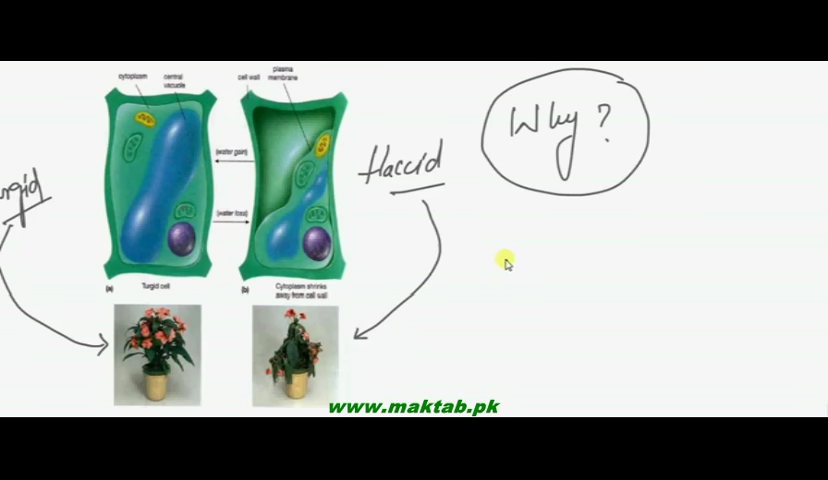 cytoplasm
central
vacuole
cell wall
plasma
membrane
(water gain)
(water loss)
Flaccid
Why?
(a)
Turgid cell
(b)
Cytoplasm shrinks
away from cell wall
www.maktab.pk